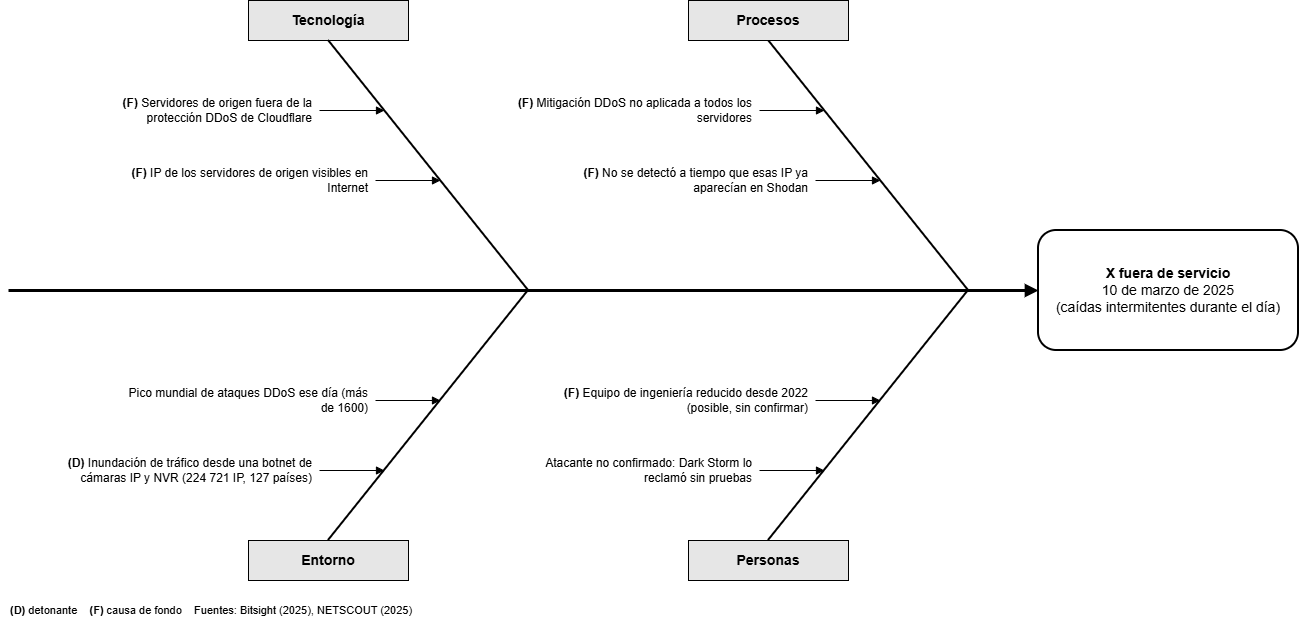 Tecnología
Procesos
(F) Servidores de origen fuera de la
protección DDoS de Cloudflare
(F) Mitigación DDoS no aplicada a todos los
servidores
(F) IP de los servidores de origen visibles en
Internet
(F) No se detectó a tiempo que esas IP ya
aparecían en Shodan
X fuera de servicio
10 de marzo de 2025
(caídas intermitentes durante el día)
Pico mundial de ataques DDoS ese día (más
de 1600)
(F) Equipo de ingeniería reducido desde 2022
(posible, sin confirmar)
(D) Inundación de tráfico desde una botnet de
cámaras IP y NVR (224 721 IP, 127 países)
Atacante no confirmado: Dark Storm lo
reclamó sin pruebas
Entorno
Personas
(D) detonante (F) causa de fondo Fuentes: Bitsight (2025), NETSCOUT (2025)